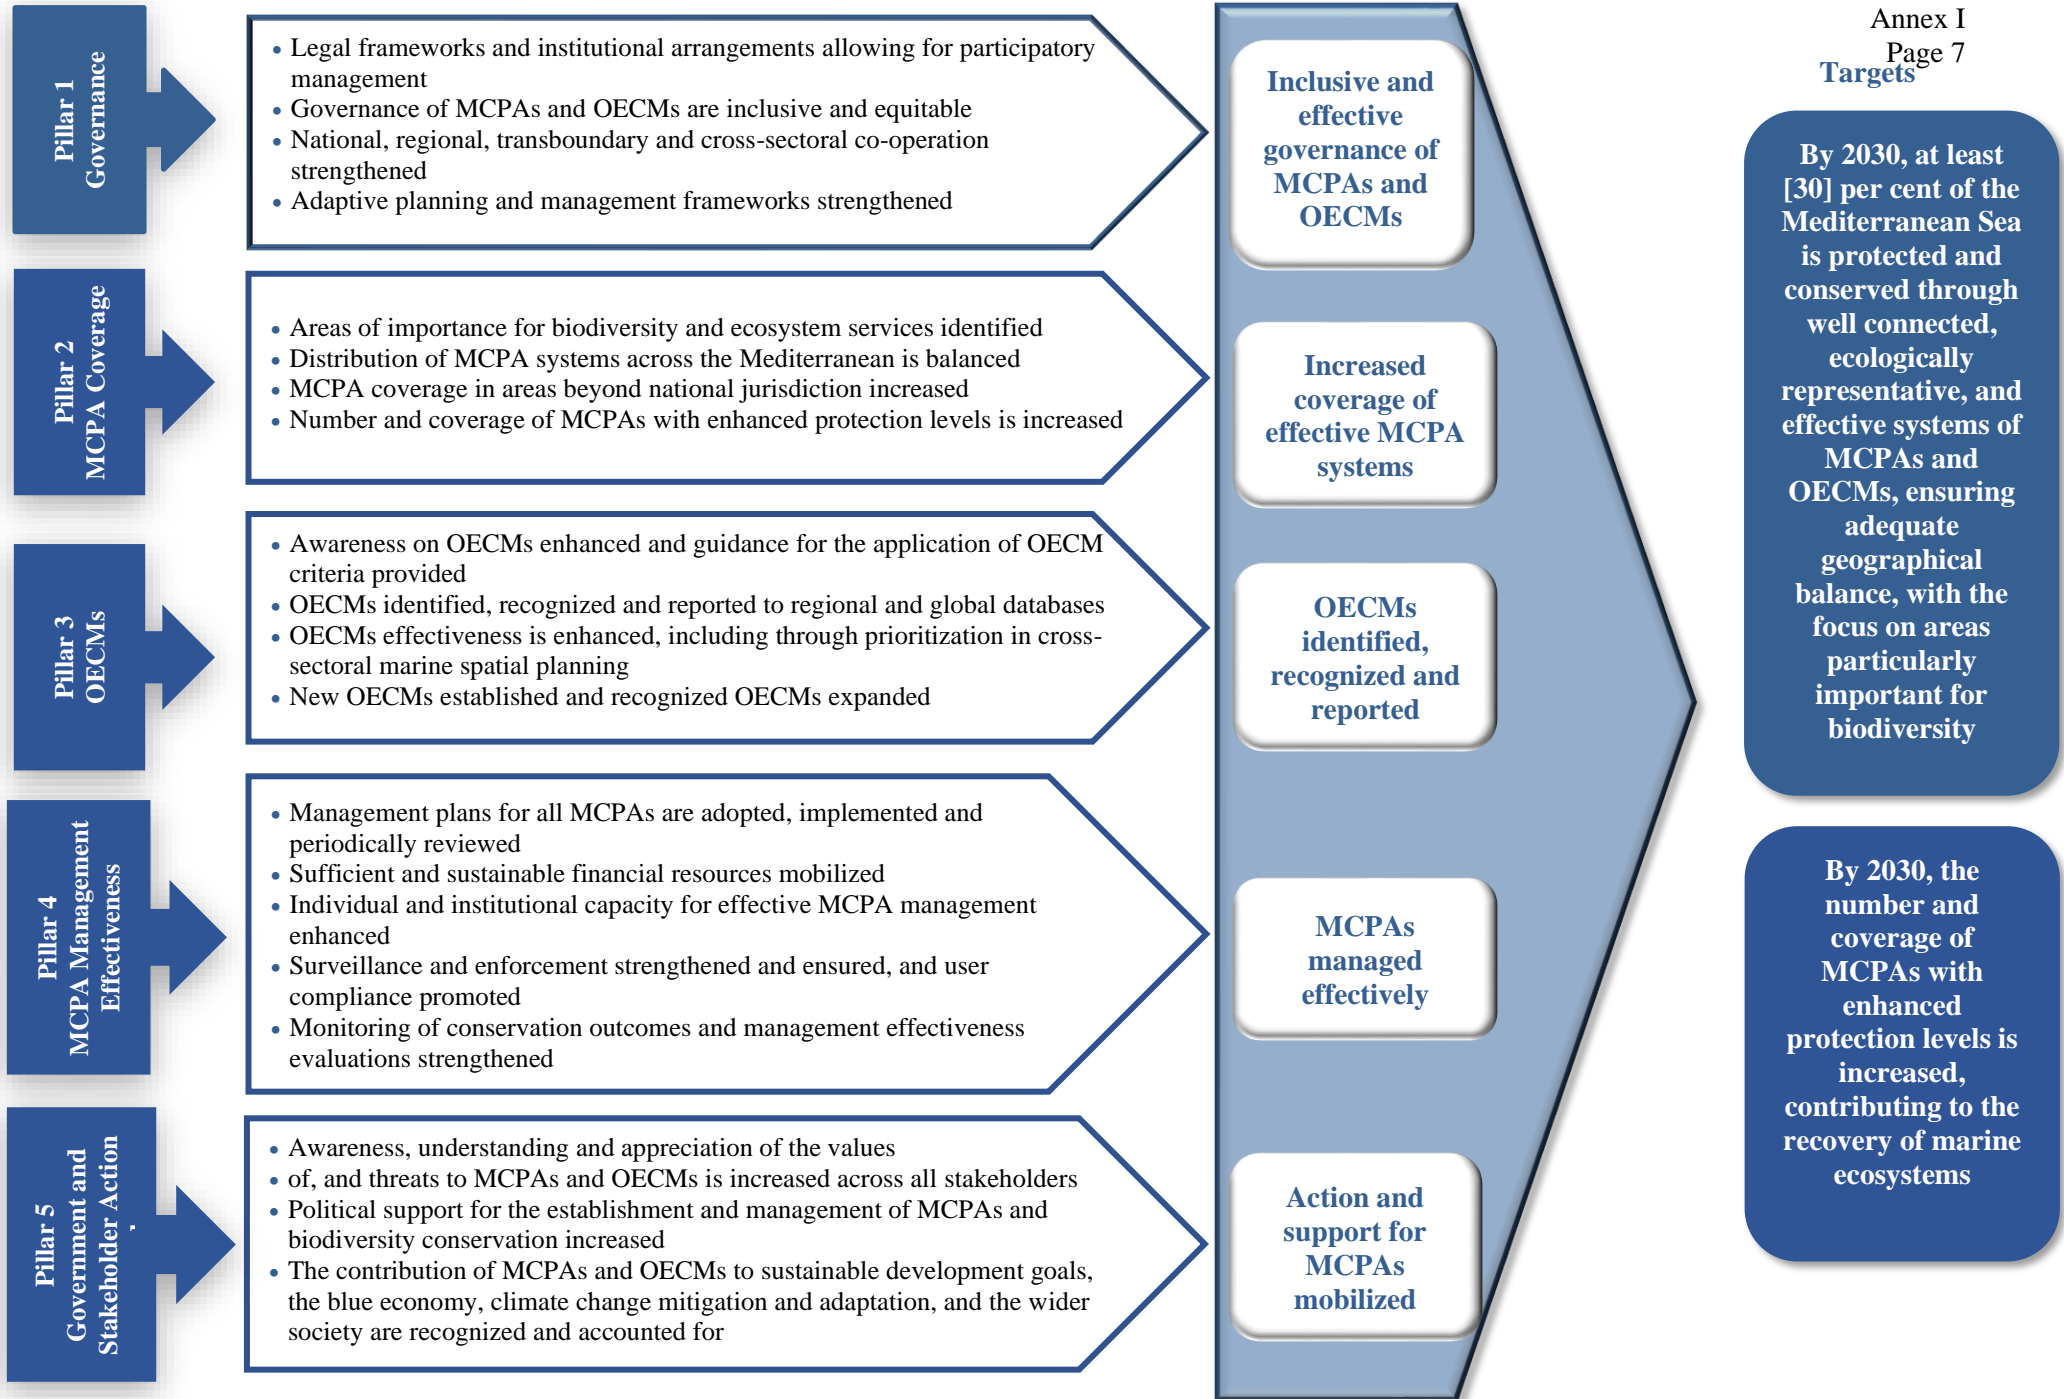 Annex I
Page 7
Targets
Pillar 1
Governance
• Legal frameworks and institutional arrangements allowing for participatory
management
• Governance of MCPAs and OECMs are inclusive and equitable
• National, regional, transboundary and cross-sectoral co-operation
strengthened
• Adaptive planning and management frameworks strengthened
Inclusive and
effective
governance of
MCPAs and
OECMs
Pillar 2
MCPA Coverage
• Areas of importance for biodiversity and ecosystem services identified
• Distribution of MCPA systems across the Mediterranean is balanced
• MCPA coverage in areas beyond national jurisdiction increased
• Number and coverage of MCPAs with enhanced protection levels is increased
Increased
coverage of
effective MCPA
systems
Pillar 3
OECMs
• Awareness on OECMs enhanced and guidance for the application of OECM
criteria provided
• OECMs identified, recognized and reported to regional and global databases
• OECMs effectiveness is enhanced, including through prioritization in cross-
sectoral marine spatial planning
• New OECMs established and recognized OECMs expanded
OECMs
identified,
recognized and
reported
Pillar 4
MCPA Management
Effectiveness
• Management plans for all MCPAs are adopted, implemented and
periodically reviewed
• Sufficient and sustainable financial resources mobilized
• Individual and institutional capacity for effective MCPA management
enhanced
• Surveillance and enforcement strengthened and ensured, and user
compliance promoted
• Monitoring of conservation outcomes and management effectiveness
evaluations strengthened
MCPAs
managed
effectively
Pillar 5
Government and
Stakeholder Action
• Awareness, understanding and appreciation of the values
• of, and threats to MCPAs and OECMs is increased across all stakeholders
• Political support for the establishment and management of MCPAs and
biodiversity conservation increased
• The contribution of MCPAs and OECMs to sustainable development goals,
the blue economy, climate change mitigation and adaptation, and the wider
society are recognized and accounted for
Action and
support for
MCPAs
mobilized
By 2030, at least
[30] per cent of the
Mediterranean Sea
is protected and
conserved through
well connected,
ecologically
representative, and
effective systems of
MCPAs and
OECMs, ensuring
adequate
geographical
balance, with the
focus on areas
particularly
important for
biodiversity
By 2030, the
number and
coverage of
MCPAs with
enhanced
protection levels is
increased,
contributing to the
recovery of marine
ecosystems